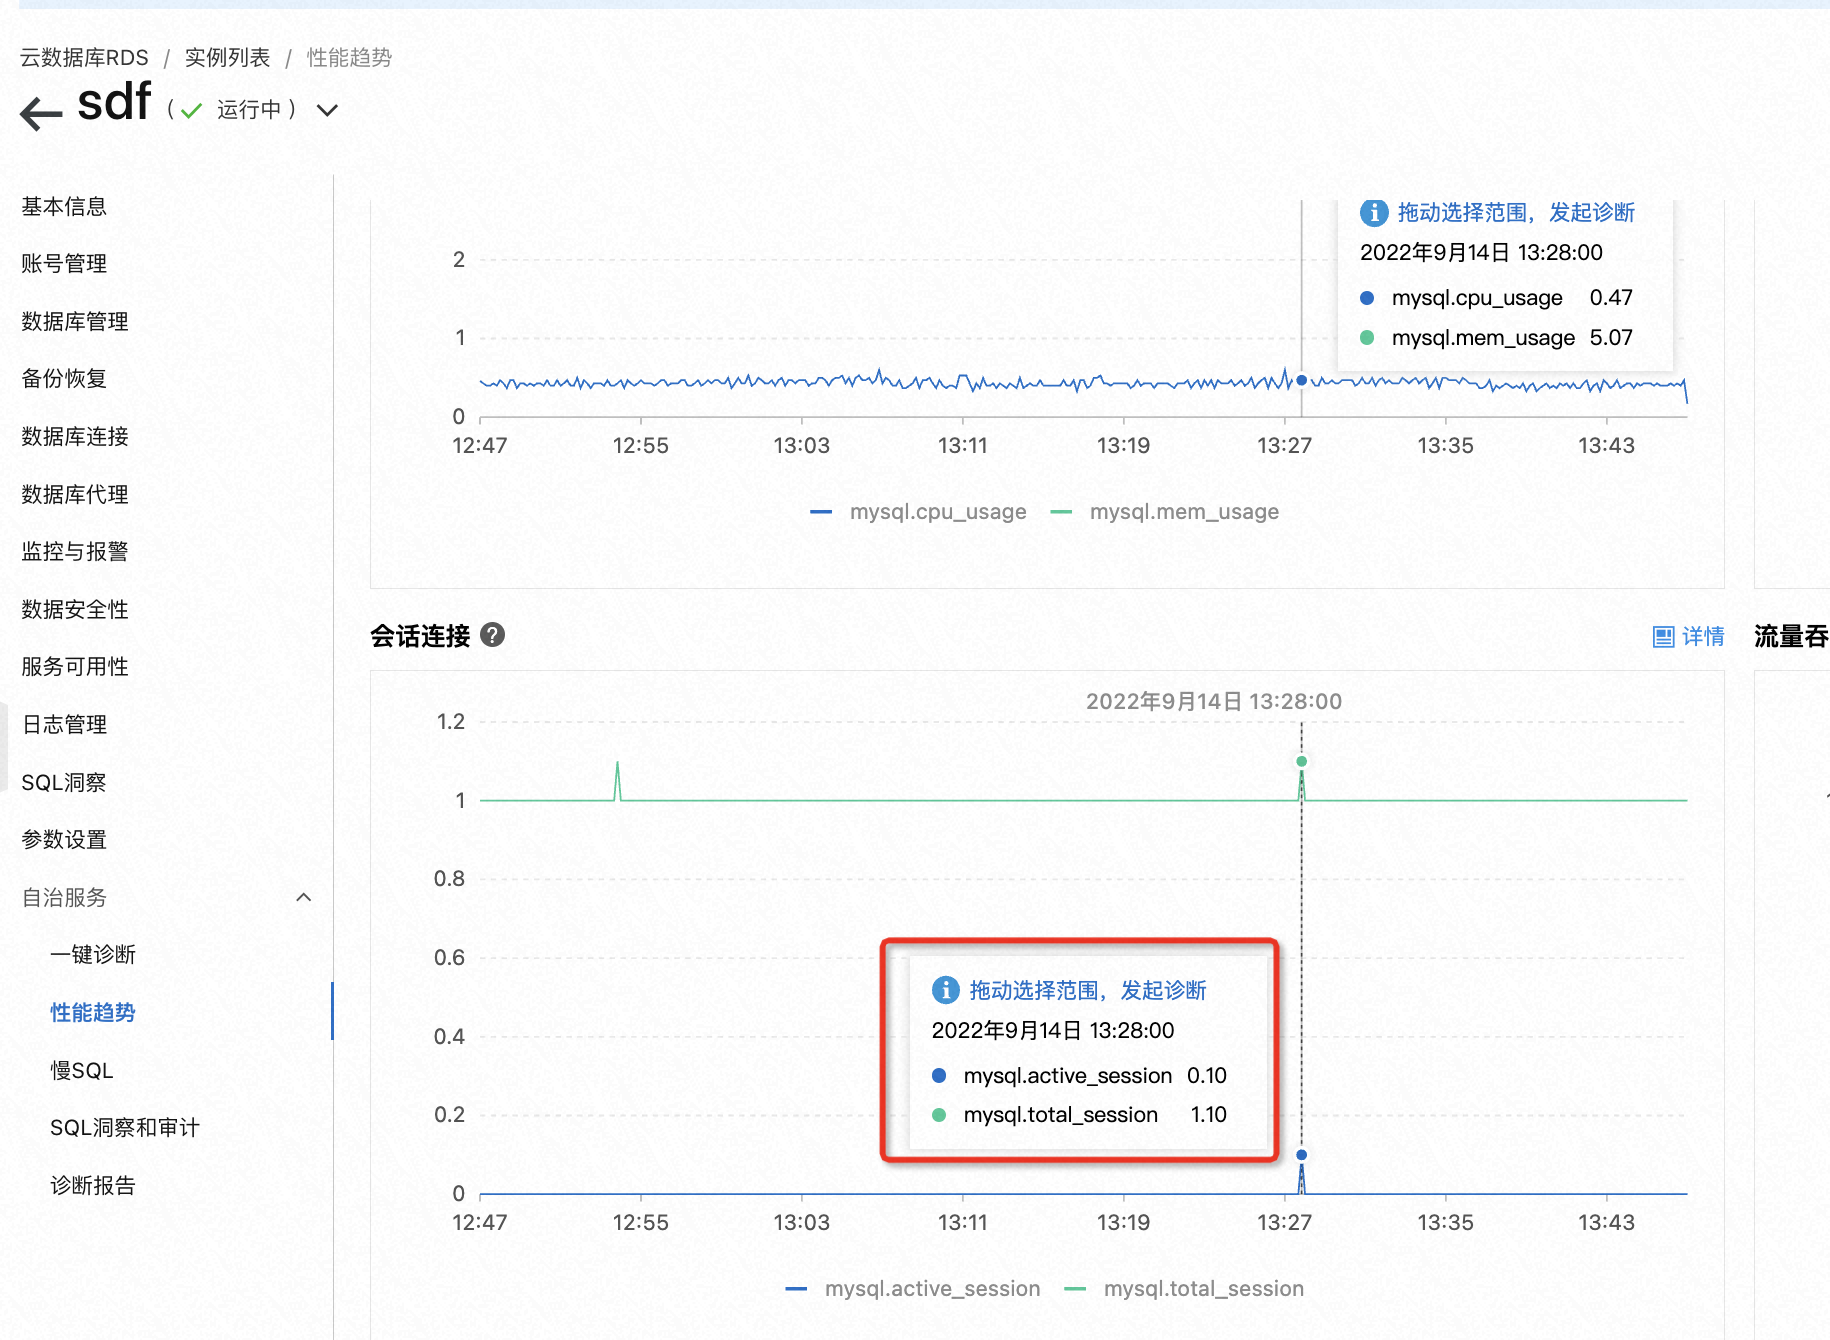 云数据库RDS / 实例列表 / 性能趋势
sdf ( 运行中 )
基本信息
账号管理
数据库管理
备份恢复
数据库连接
数据库代理
监控与报警
数据安全性
服务可用性
日志管理
SQL洞察
参数设置
自治服务
一键诊断
性能趋势
慢SQL
SQL洞察和审计
诊断报告
拖动选择范围，发起诊断
2022年9月14日 13:28:00
mysql.cpu_usage 0.47
mysql.mem_usage 5.07
2
1
0
12:47 12:55 13:03 13:11 13:19 13:27 13:35 13:43
mysql.cpu_usage mysql.mem_usage
会话连接 ? 详情 流量吞
2022年9月14日 13:28:00
1.2
1
0.8
0.6
0.4
0.2
0
拖动选择范围，发起诊断
2022年9月14日 13:28:00
mysql.active_session 0.10
mysql.total_session 1.10
12:47 12:55 13:03 13:11 13:19 13:27 13:35 13:43
mysql.active_session mysql.total_session